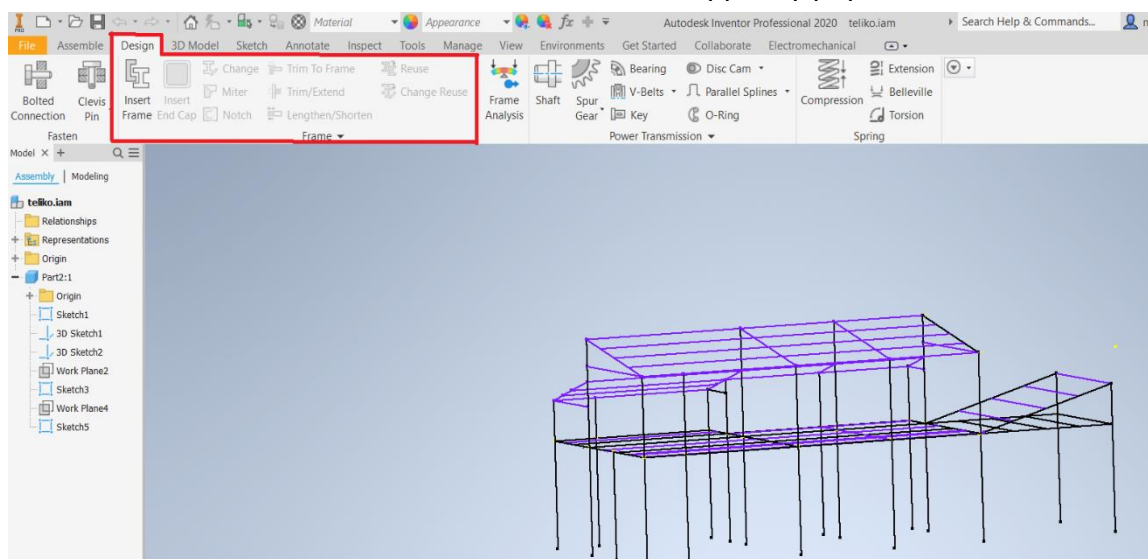 Material
Appearance
fx
Autodesk Inventor Professional 2020 teliko.iam
Search Help & Commands...
PRO
File Assemble Design 3D Model Sketch Annotate Inspect Tools Manage View Environments Get Started Collaborate Electromechanical
Bolted Connection
Clevis Pin
Fasten
Insert Frame
Insert End Cap
Change
Miter
Notch
Trim To Frame
Trim/Extend
Lengthen/Shorten
Reuse
Change Reuse
Frame
Frame Analysis
Shaft
Spur Gear
Bearing
V-Belts
Key
Disc Cam
Parallel Splines
O-Ring
Power Transmission
Compression
Extension
Belleville
Torsion
Spring
Model × +
Assembly | Modeling
teliko.iam
Relationships
Representations
Origin
Part2:1
Origin
Sketch1
3D Sketch1
3D Sketch2
Work Plane2
Sketch3
Work Plane4
Sketch5